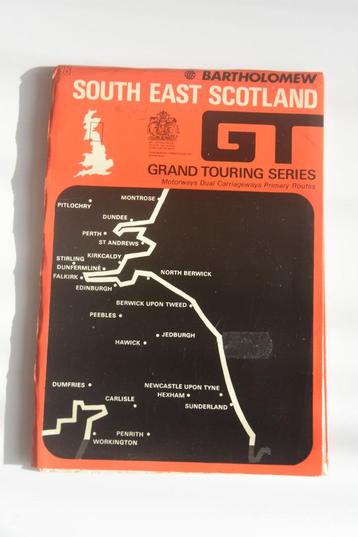 BARTHOLOMEW
SOUTH EAST SCOTLAND
GT
GRAND TOURING SERIES
Motorways Dual Carriageways Primary Routes
MONTROSE
PITLOCHRY
DUNDEE
PERTH
ST ANDREWS
KIRKCALDY
STIRLING
DUNFERMLINE
FALKIRK
NORTH BERWICK
EDINBURGH
BERWICK UPON TWEED
PEEBLES
JEDBURGH
HAWICK
DUMFRIES
NEWCASTLE UPON TYNE
CARLISLE
HEXHAM
SUNDERLAND
PENRITH
WORKINGTON